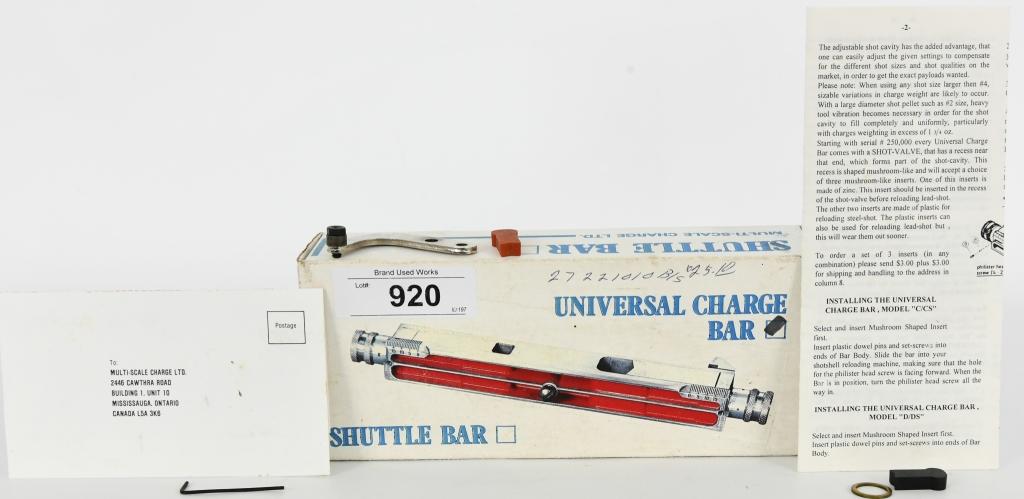 Postage
To:
MULTI-SCALE CHARGE LTD.
2446 CAWTHRA ROAD
BUILDING 1, UNIT 10
MISSISSAUGA, ONTARIO
CANADA L5A 3K6
MULTI-SCALE CHARGE LTD.
SHUTTLE BAR
Brand Used Works
Lot#:
920
UNIVERSAL CHARGE
BAR
SHUTTLE BAR
-2-
The adjustable shot cavity has the added advantage, that
one can easily adjust the given settings to compensate
for the different shot sizes and shot qualities on the
market, in order to get the exact payloads wanted.
Please note: When using any shot size larger then #4,
sizable variations in charge weight are likely to occur.
With a large diameter shot pellet such as #2 size, heavy
tool vibration becomes necessary in order for the shot
cavity to fill completely and uniformly, particularly
with charges weighting in excess of 1 1/4 oz.
Starting with serial # 250,000 every Universal Charge
Bar comes with a SHOT-VALVE, that has a recess near
that end, which forms part of the shot-cavity. This
recess is shaped mushroom-like and will accept a choice
of three mushroom-like inserts. One of this inserts is
made of zinc. This insert should be inserted in the recess
of the shot-valve before reloading lead-shot.
The other two inserts are made of plastic for
reloading steel-shot. The plastic inserts can
also be used for reloading lead-shot but ,
this will wear them out sooner.
To order a set of 3 inserts (in any
combination) please send $3.00 plus $3.00
for shipping and handling to the address in
column 8.
philister hea
screw
INSTALLING THE UNIVERSAL
CHARGE BAR , MODEL "C/CS"
Select and insert Mushroom Shaped Insert
first.
Insert plastic dowel pins and set-screws into
ends of Bar Body. Slide the bar into your
shotshell reloading machine, making sure that the hole
for the philister head screw is facing forward. When the
Bar is in position, turn the philister head screw all the
way in.
INSTALLING THE UNIVERSAL CHARGE BAR ,
MODEL "D/DS"
Select and insert Mushroom Shaped Insert first.
Insert plastic dowel pins and set-screws into ends of Bar
Body.